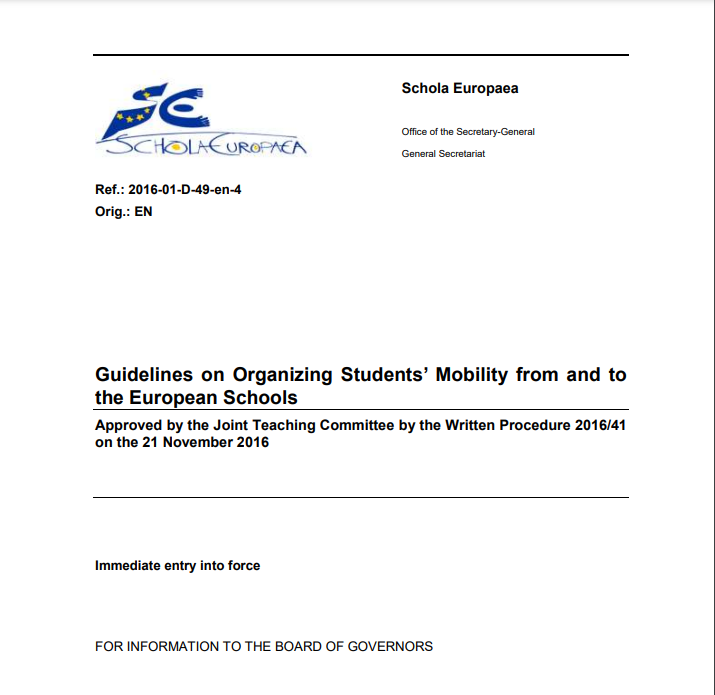 Schola Europaea
Office of the Secretary-General
General Secretariat
SCHOLA EUROPAEA
Ref.: 2016-01-D-49-en-4
Orig.: EN
Guidelines on Organizing Students’ Mobility from and to
the European Schools
Approved by the Joint Teaching Committee by the Written Procedure 2016/41
on the 21 November 2016
Immediate entry into force
FOR INFORMATION TO THE BOARD OF GOVERNORS